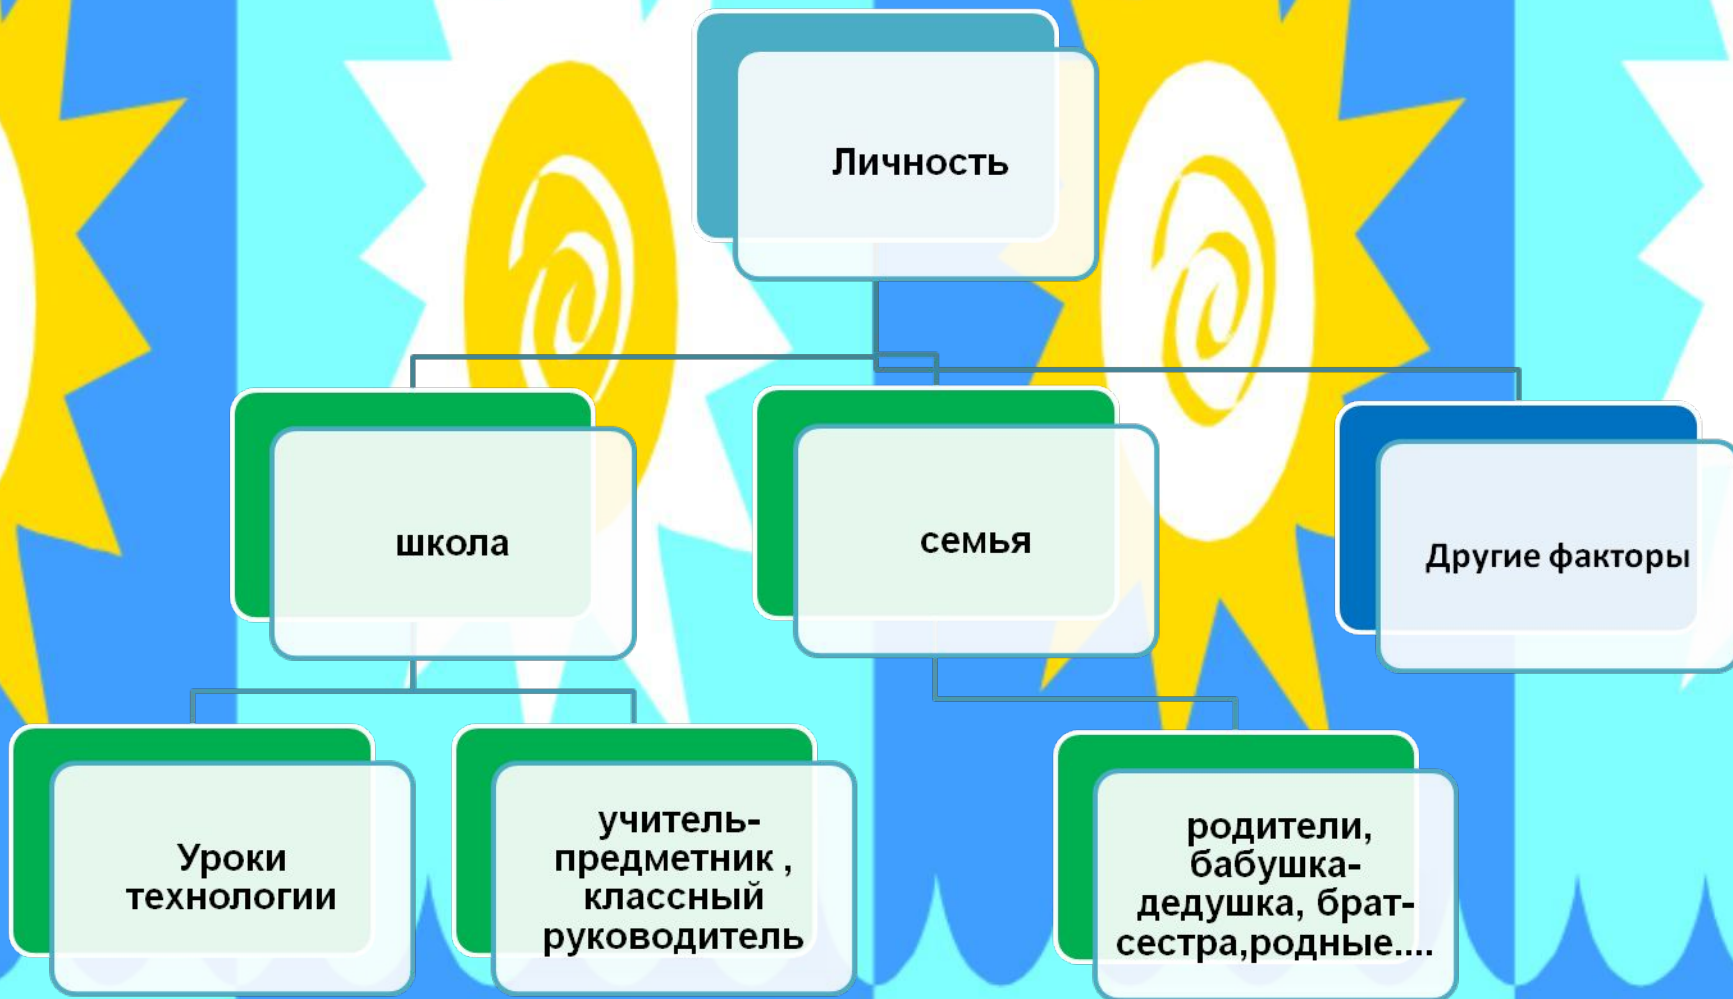 Личность
школа
семья
Другие факторы
Уроки
технологии
учитель-
предметник ,
классный
руководитель
родители,
бабушка-
дедушка, брат-
сестра,родные....